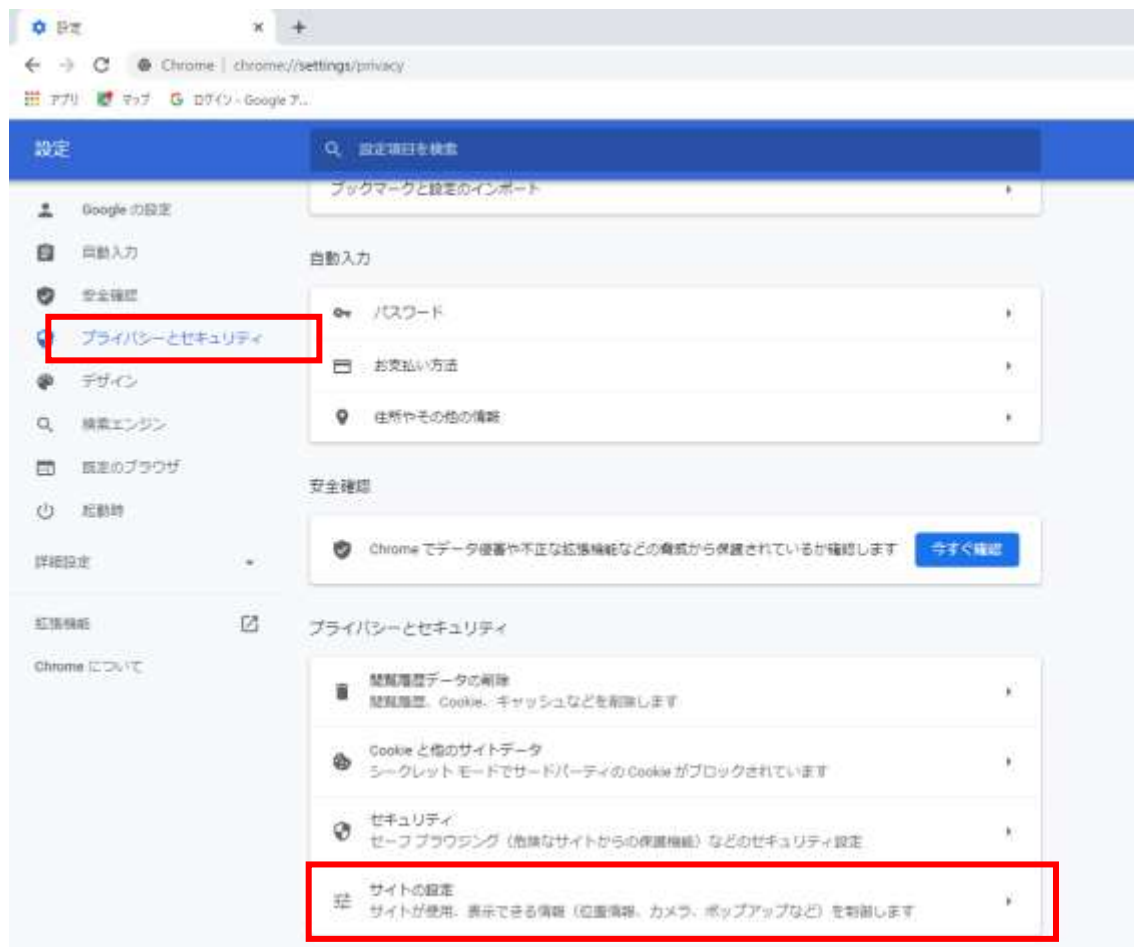 設定
Chrome | chrome://settings/privacy
アプリ マップ ログイン - Google ア...
設定
設定項目を検索
ブックマークと設定のインポート
Google の設定
自動入力
安全確認
プライバシーとセキュリティ
デザイン
検索エンジン
既定のブラウザ
起動時
詳細設定
拡張機能
Chrome について
自動入力
パスワード
お支払い方法
住所やその他の情報
安全確認
Chrome でデータ侵害や不正な拡張機能などの脅威から保護されているか確認します
今すぐ確認
プライバシーとセキュリティ
閲覧履歴データの削除
閲覧履歴、Cookie、キャッシュなどを削除します
Cookie と他のサイトデータ
シークレット モードでサードパーティの Cookie がブロックされています
セキュリティ
セーフ ブラウジング（危険なサイトからの保護機能）などのセキュリティ設定
サイトの設定
サイトが使用、表示できる情報（位置情報、カメラ、ポップアップなど）を制御します